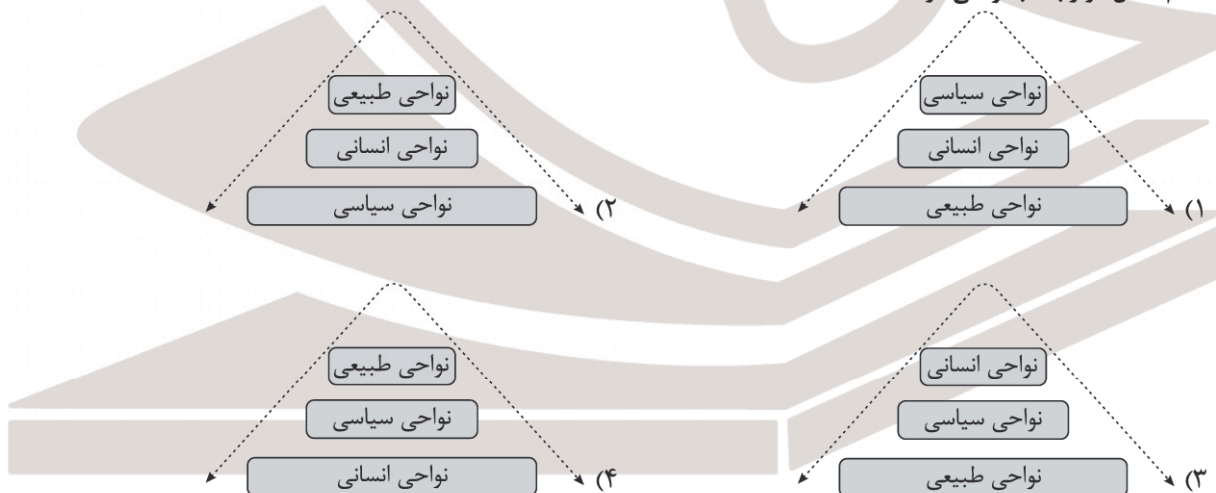 نواحی سیاسی
نواحی انسانی
نواحی طبیعی
۱)
نواحی طبیعی
نواحی انسانی
نواحی سیاسی
۲)
نواحی انسانی
نواحی سیاسی
نواحی طبیعی
۳)
نواحی طبیعی
نواحی سیاسی
نواحی انسانی
۴)